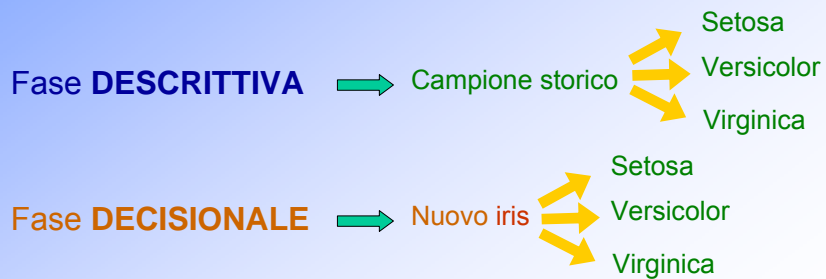 Setosa
Fase DESCRITTIVA Campione storico Versicolor
Virginica
Setosa
Fase DECISIONALE Nuovo iris Versicolor
Virginica